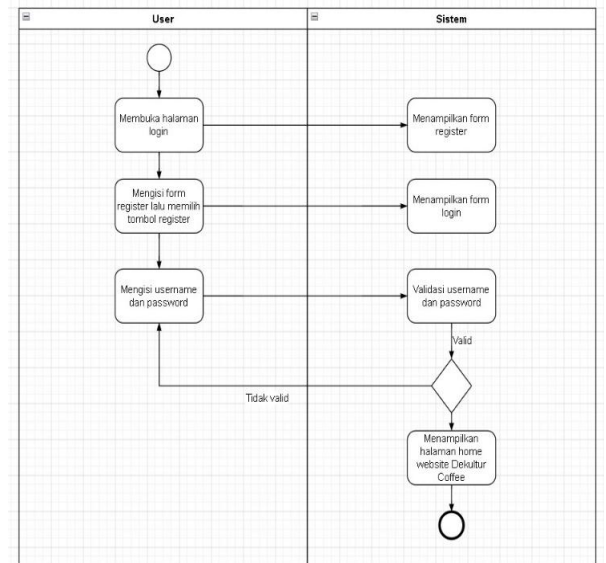 User
Sistem
Membuka halaman
login
Menampilkan form
register
Mengisi form
register lalu memilih
tombol register
Menampilkan form
login
Mengisi username
dan password
Validasi username
dan password
Valid
Tidak valid
Menampilkan
halaman home
website Dekultur
Coffee